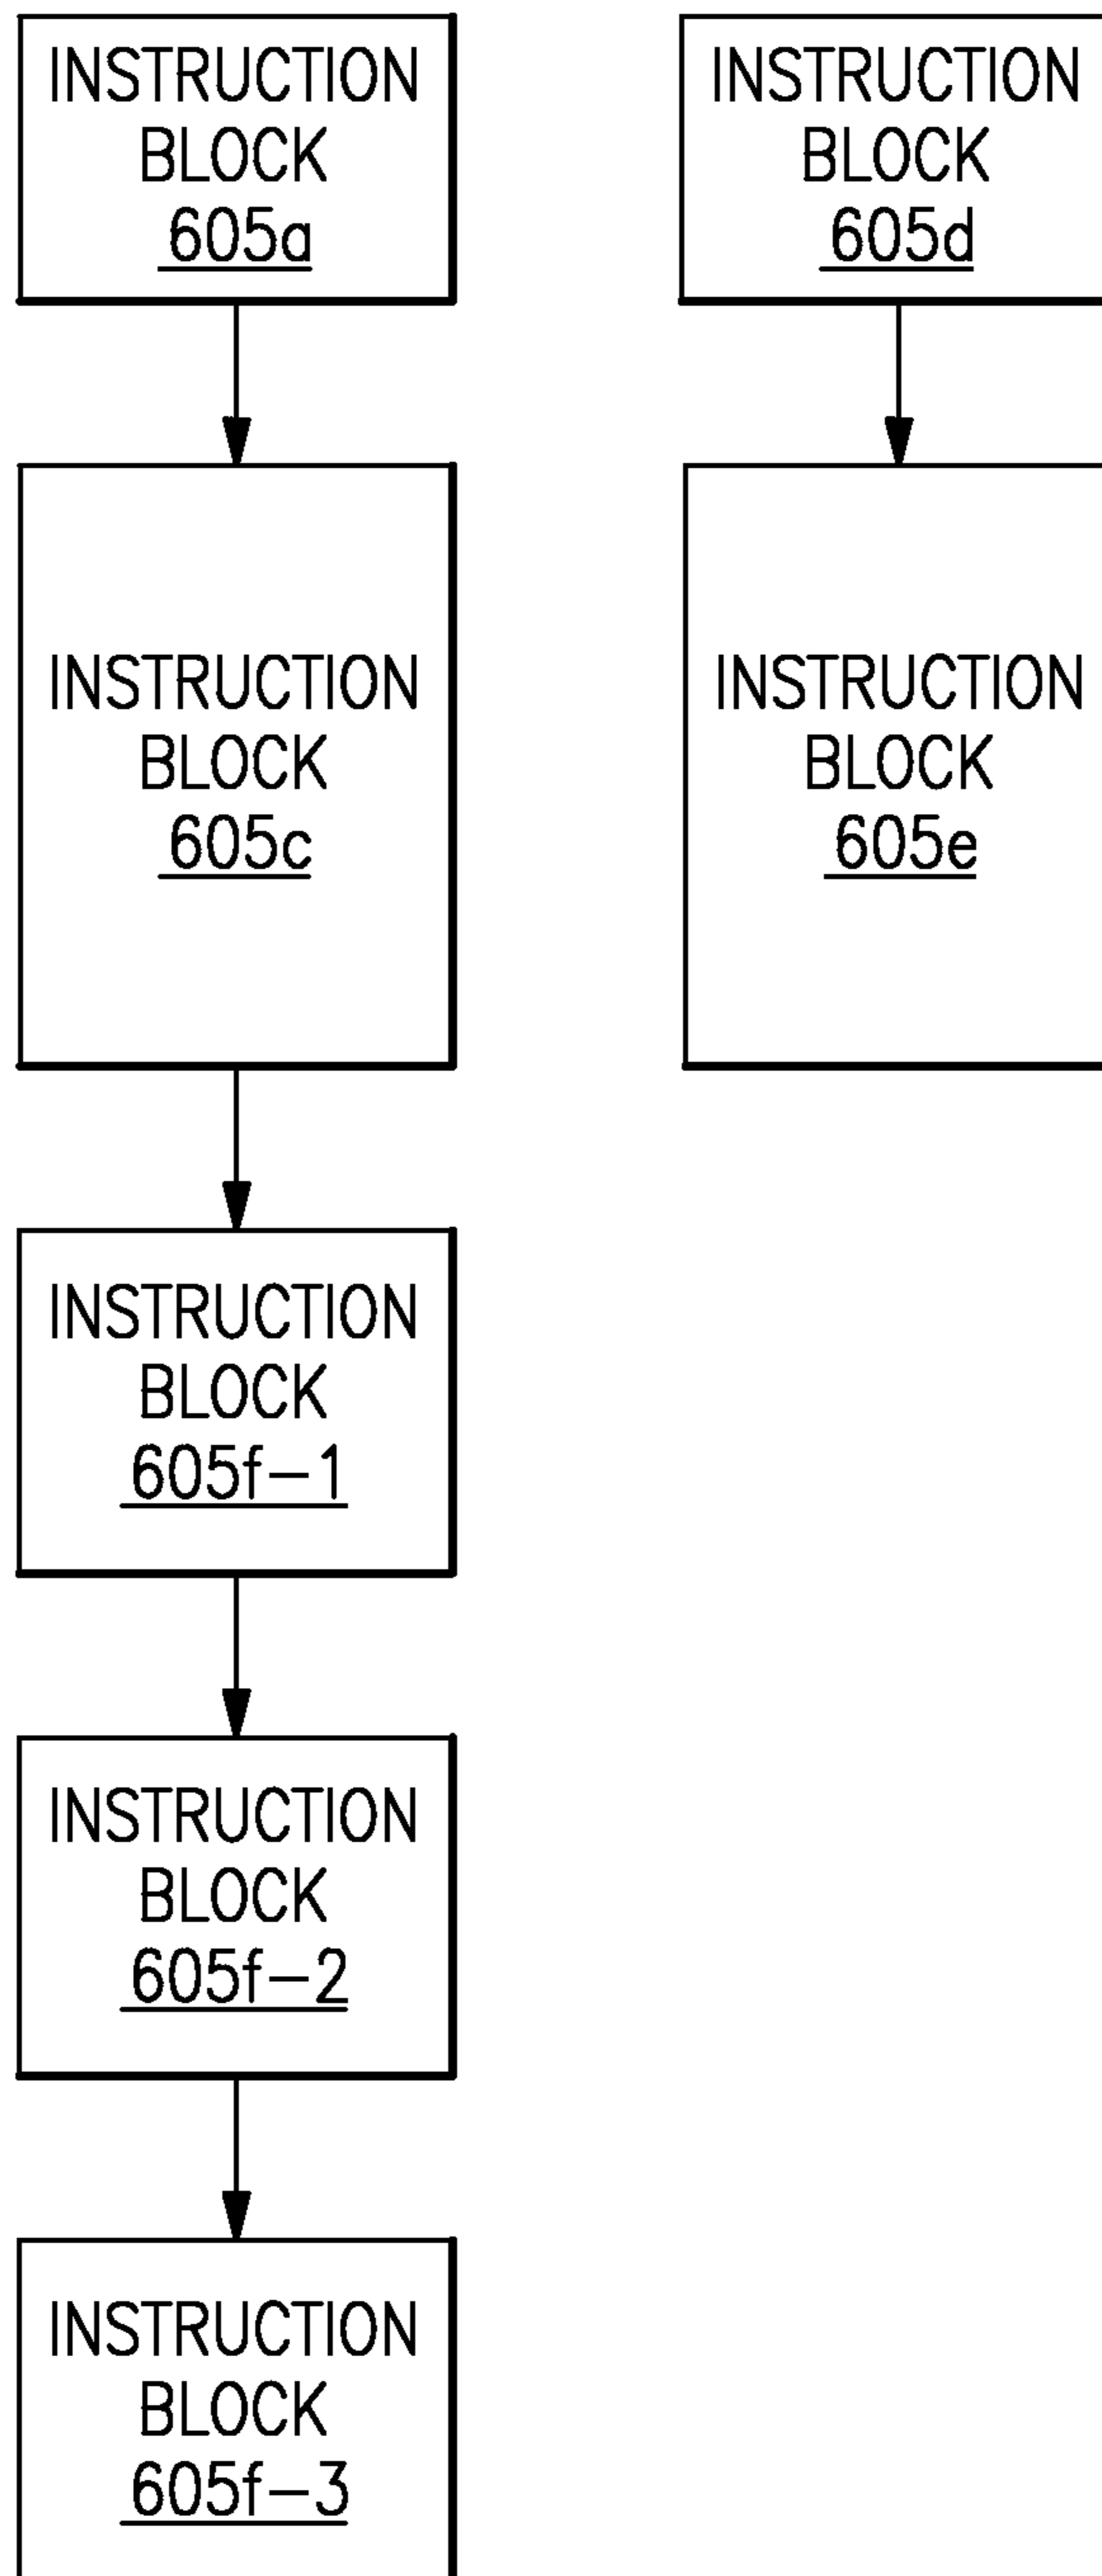 INSTRUCTION
BLOCK
605a
INSTRUCTION
BLOCK
605c
INSTRUCTION
BLOCK
605f-1
INSTRUCTION
BLOCK
605f-2
INSTRUCTION
BLOCK
605f-3
INSTRUCTION
BLOCK
605d
INSTRUCTION
BLOCK
605e